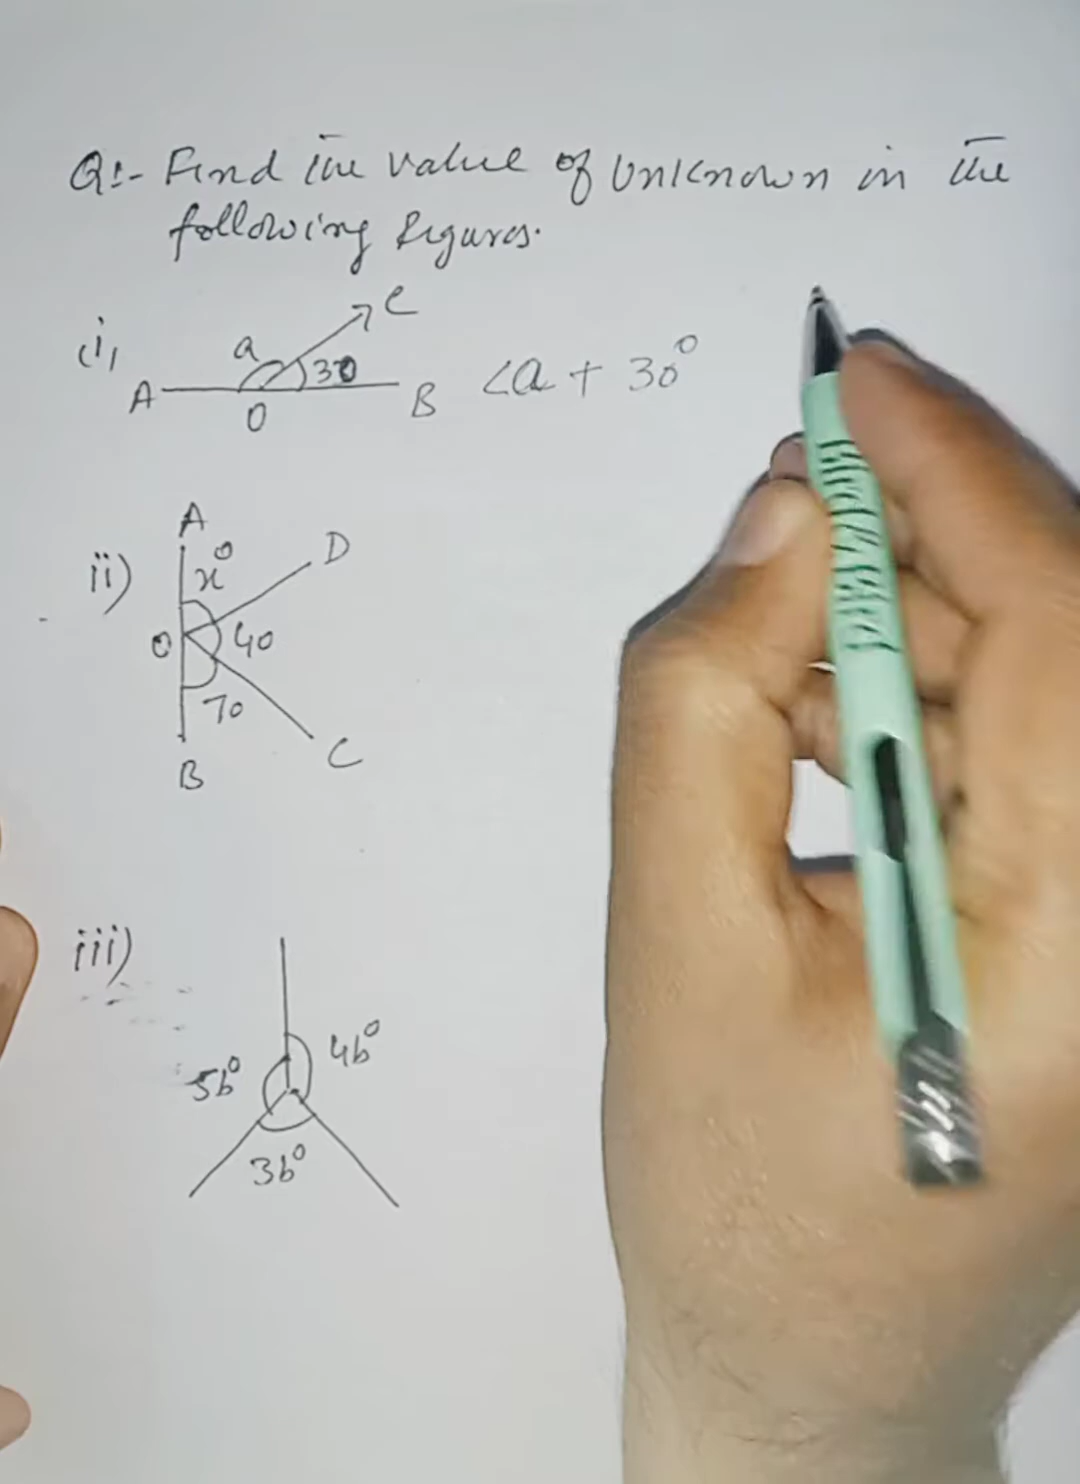 Q:- Find the value of unknown in the
following figures.
(i) a C
A 30 B <a + 30°
O
A
ii) x° D
O 40
70
B C
iii)
5b° 4b°
3b°